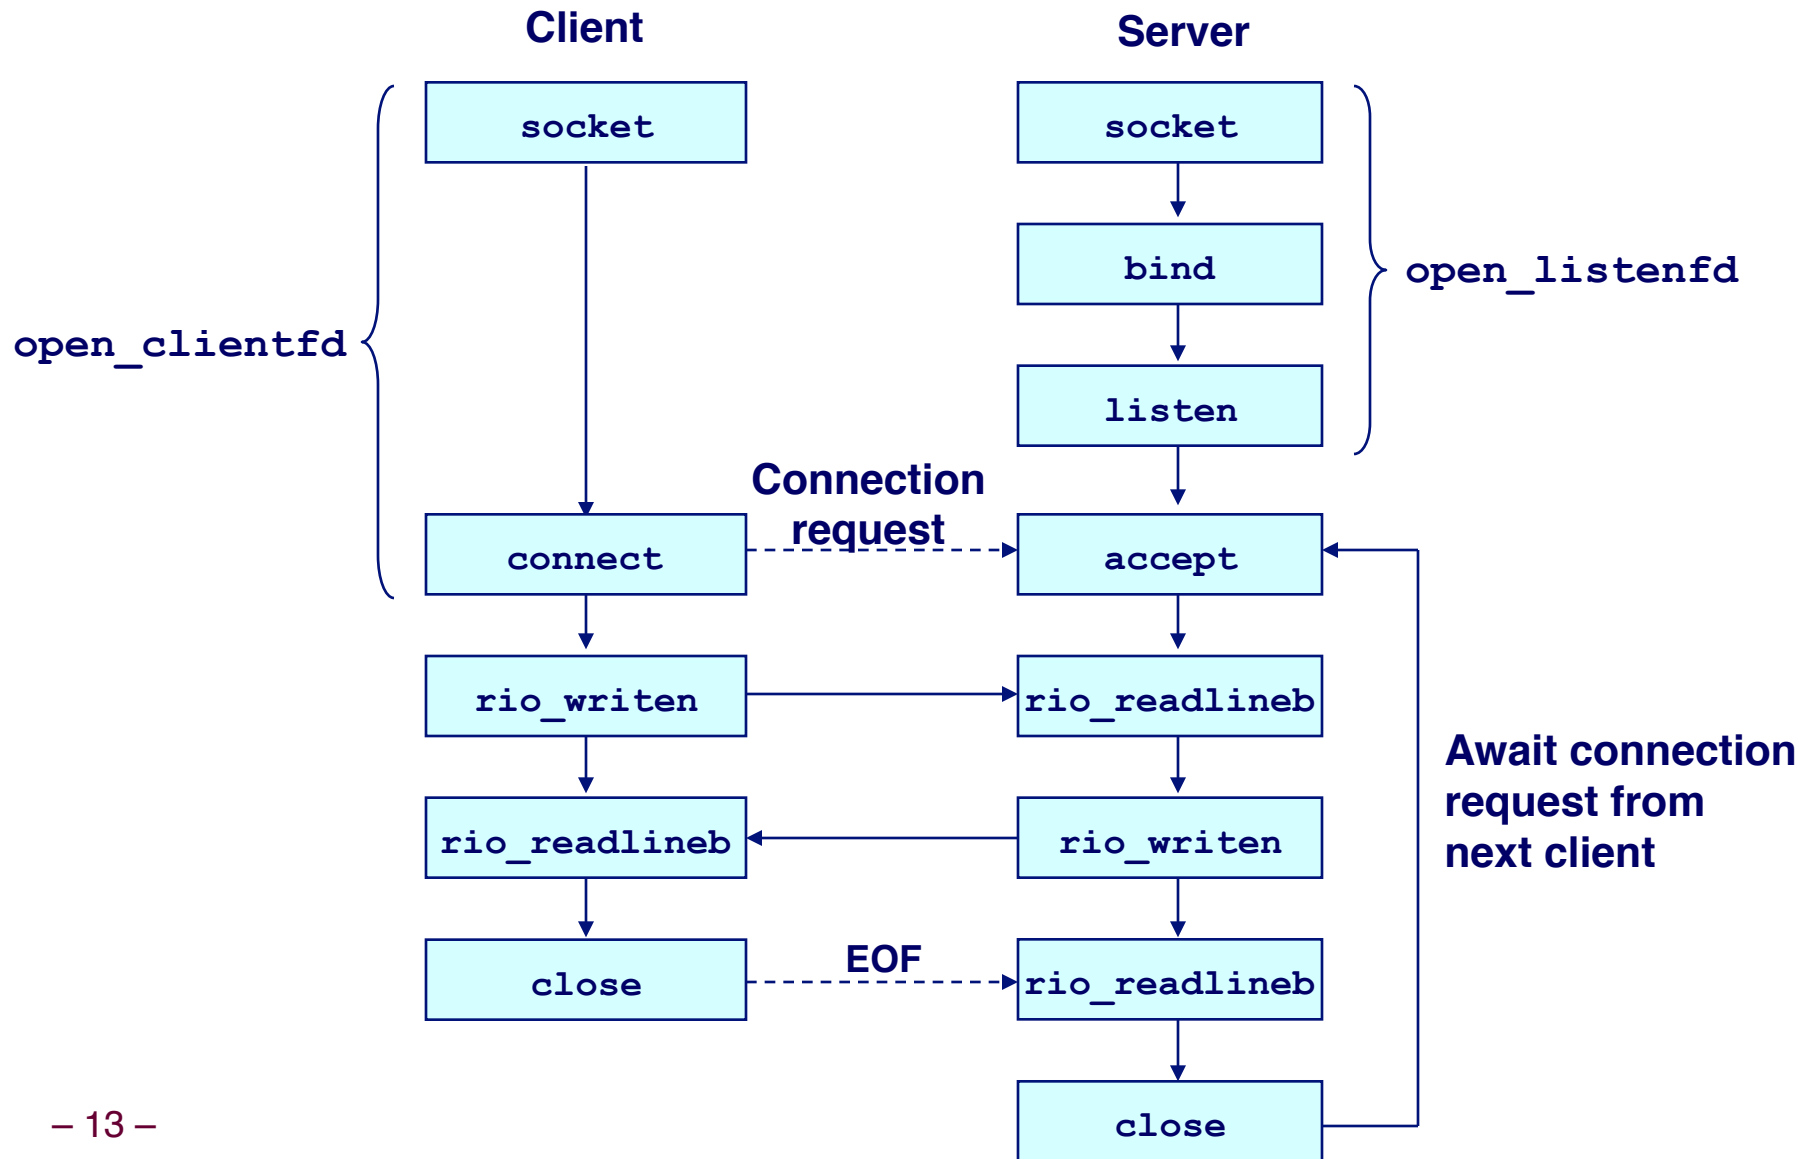 Client
Server
socket
socket
bind
open_listenfd
open_clientfd
listen
Connection
request
connect
accept
rio_writen
rio_readlineb
Await connection
request from
next client
rio_readlineb
rio_writen
EOF
close
rio_readlineb
close
– 13 –